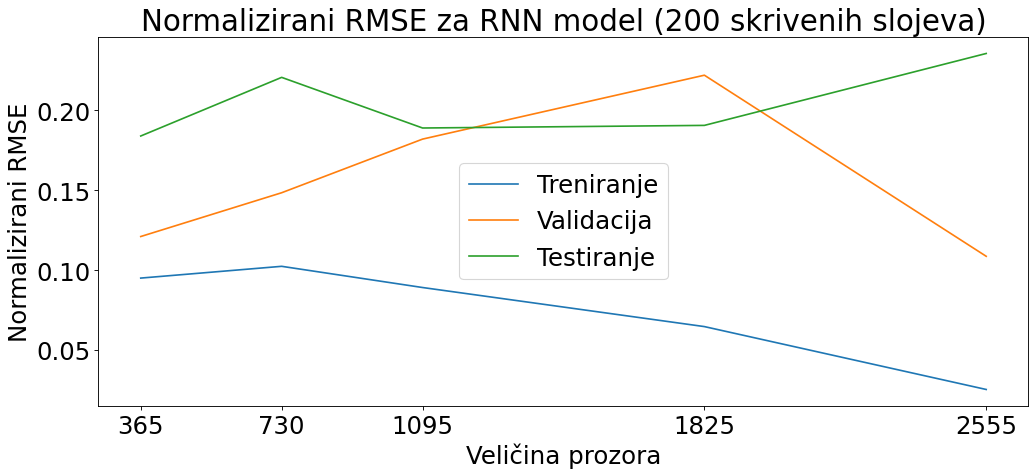 Normalizirani RMSE za RNN model (200 skrivenih slojeva)
Normalizirani RMSE
0.20
0.15
0.10
0.05
Treniranje
Validacija
Testiranje
365 730 1095 1825 2555
Veličina prozora